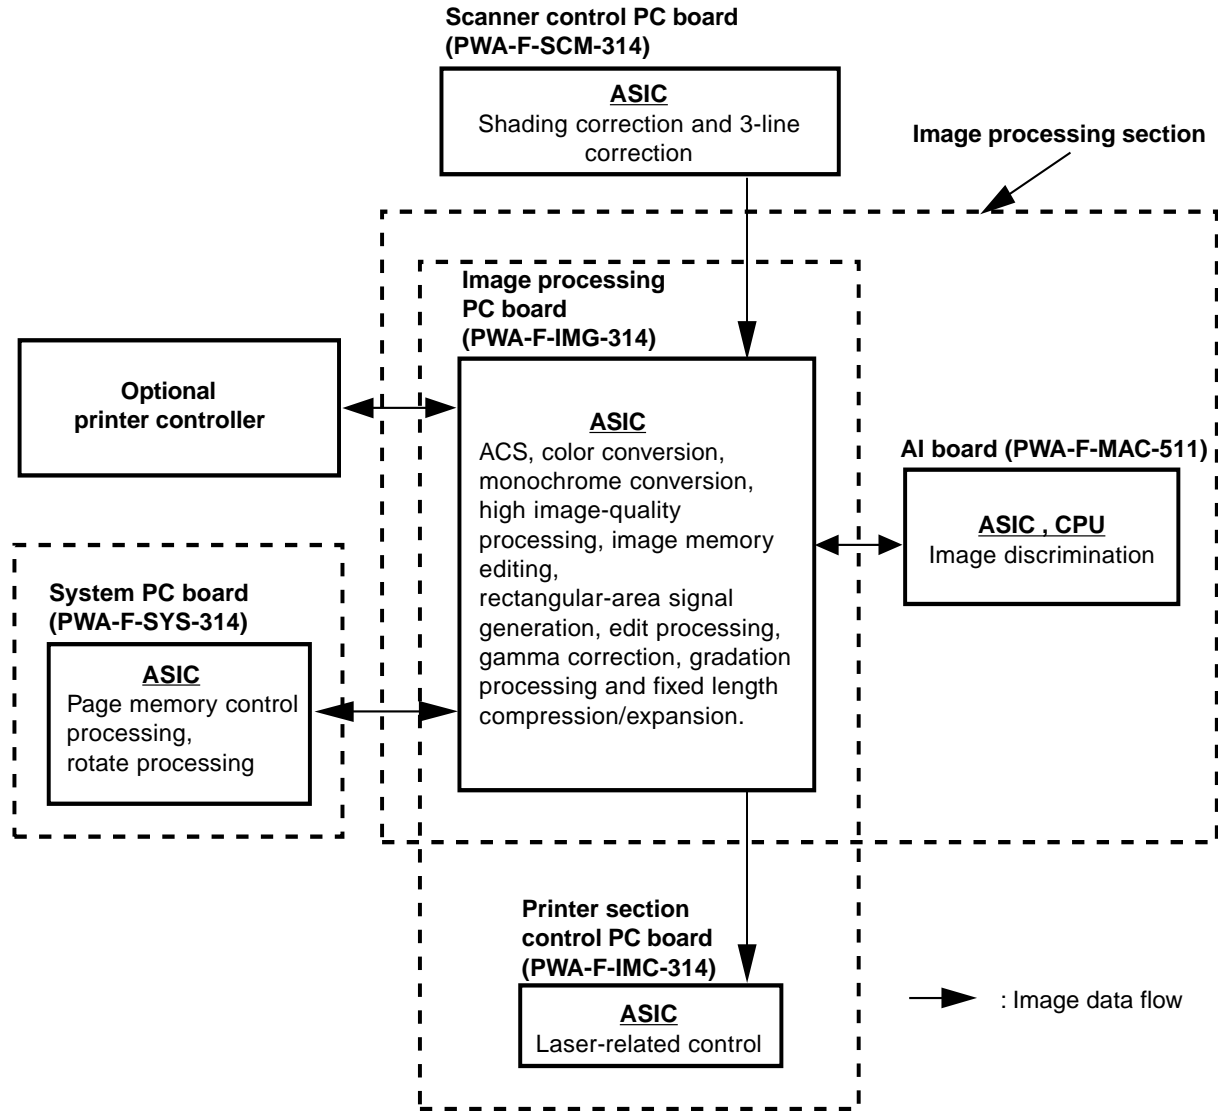 Scanner control PC board
(PWA-F-SCM-314)
ASIC
Shading correction and 3-line
correction
Image processing section
Image processing
PC board
(PWA-F-IMG-314)
Optional
printer controller
ASIC
ACS, color conversion,
monochrome conversion,
high image-quality
processing, image memory
editing,
rectangular-area signal
generation, edit processing,
gamma correction, gradation
processing and fixed length
compression/expansion.
AI board (PWA-F-MAC-511)
ASIC , CPU
Image discrimination
System PC board
(PWA-F-SYS-314)
ASIC
Page memory control
processing,
rotate processing
Printer section
control PC board
(PWA-F-IMC-314)
ASIC
Laser-related control
: Image data flow